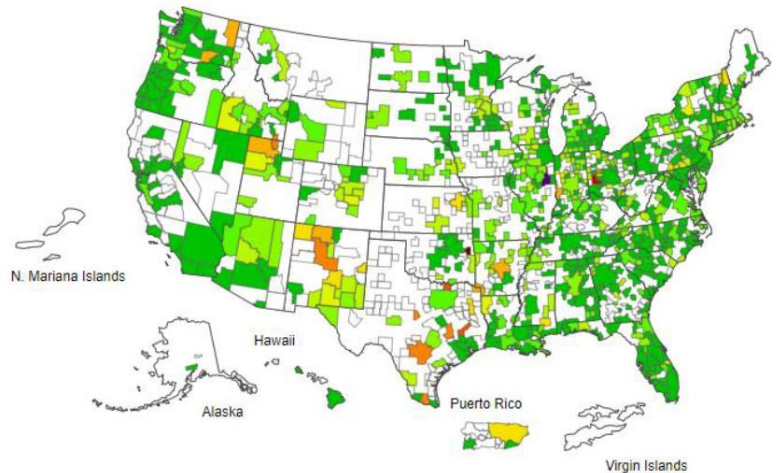 N. Mariana Islands
Hawaii
Alaska
Puerto Rico
Virgin Islands